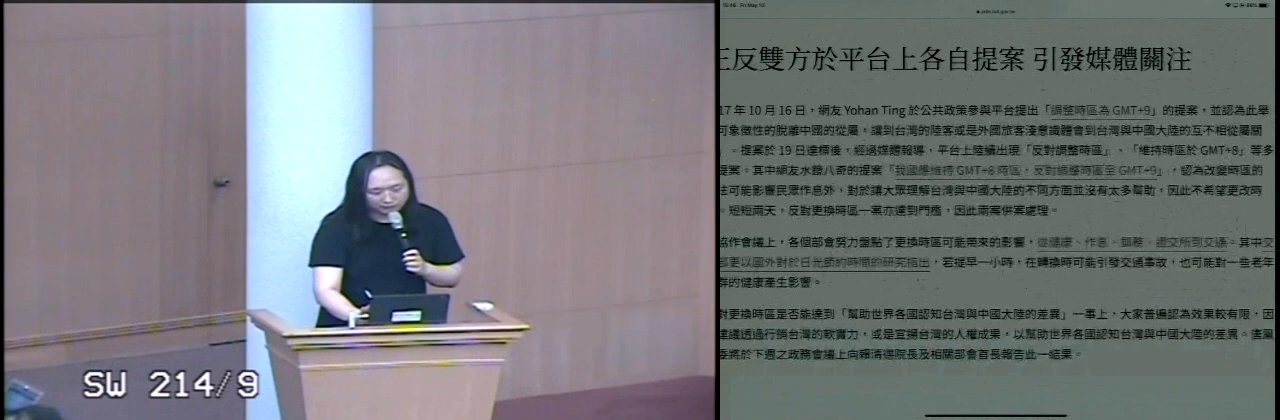 SW 214/9
反雙方於平台上各自提案 引發媒體關注
17 年 10 月 16 日，網友 Yohan Ting 於公共政策參與平台提出「調整時區為 GMT+9」的提案，並認為此舉
可象徵性的脫離中國的從屬，讓到台灣的陸客或是外國旅客淺意識體會到台灣與中國大陸的互不相從屬關
。提案於 19 日達標後，經過媒體報導，平台上陸續出現「反對調整時區」、「維持時區於 GMT+8」等多
提案。其中網友水鏡八奇的提案「我國應維持 GMT+8 時區，反對調整時區至 GMT+9」，認為改變時區的
法可能影響民眾作息外，對於讓大眾理解台灣與中國大陸的不同方面並沒有太多幫助，因此不希望更改時
。短短兩天，反對更換時區一案亦達到門檻，因此兩案併案處理。
協作會議上，各個部會努力盤點了更換時區可能帶來的影響，從健康、作息、
其中交
部更以國外對於日光節約時間的研究指出，若提早一小時，在轉換時可能引發交通事故，也可能對一些老年
群的健康產生影響。
對更換時區是否能達到「幫助世界各國認知台灣與中國大陸的差異」一事上，大家普遍認為效果較有限，因
建議透過行銷台灣的軟實力，或是宣揚台灣的人權成果，以幫助世界各國認知台灣與中國大陸的差異。唐鳳
委將於下週之政務會議上向賴清德院長及相關部會首長報告此一結果。